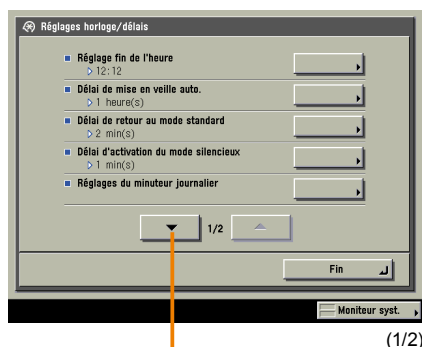 Réglages horloge/délais
Réglage fin de l'heure
12:12
Délai de mise en veille auto.
1 heure(s)
Délai de retour au mode standard
2 min(s)
Délai d'activation du mode silencieux
1 min(s)
Réglages du minuteur journalier
1/2
Fin
Moniteur syst.
(1/2)